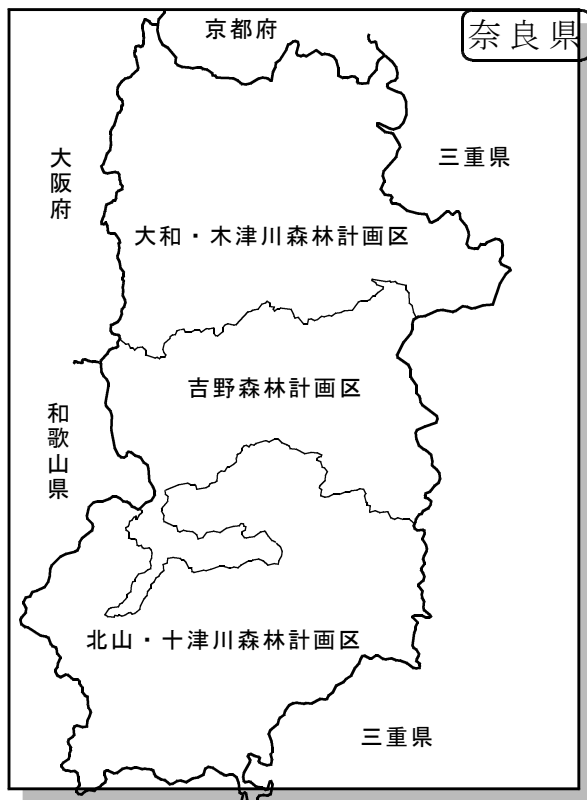 京都府
奈良県
大阪府
三重県
大和・木津川森林計画区
吉野森林計画区
和歌山県
北山・十津川森林計画区
三重県